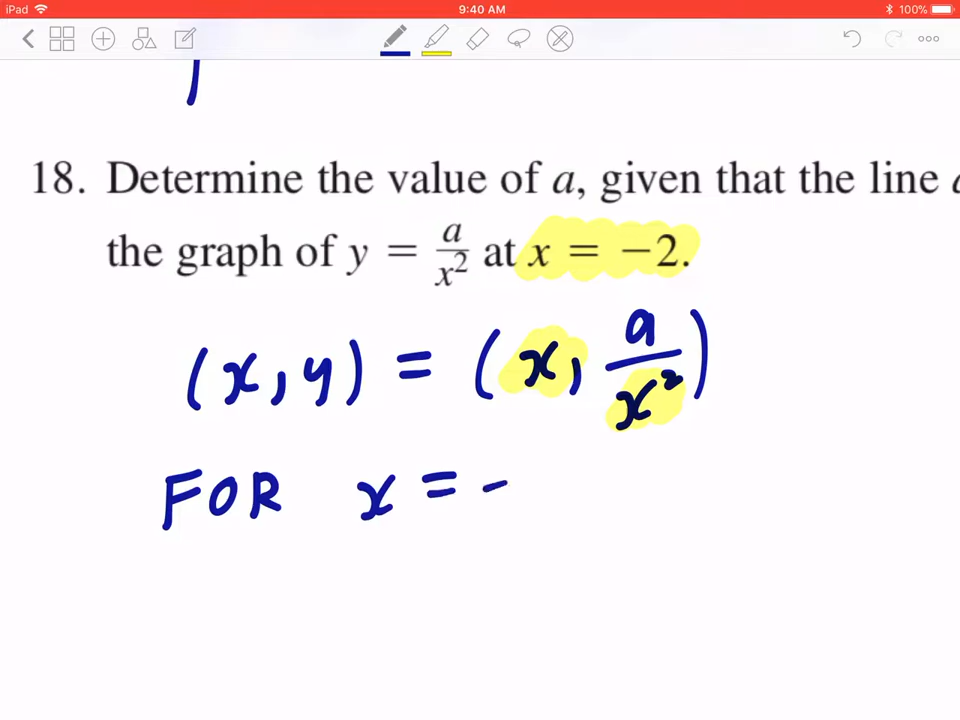 iPad 9:40 AM 100%
18. Determine the value of a, given that the line
the graph of y = a/x² at x = −2.
(x, y) = (x, a/x²)
FOR x = -